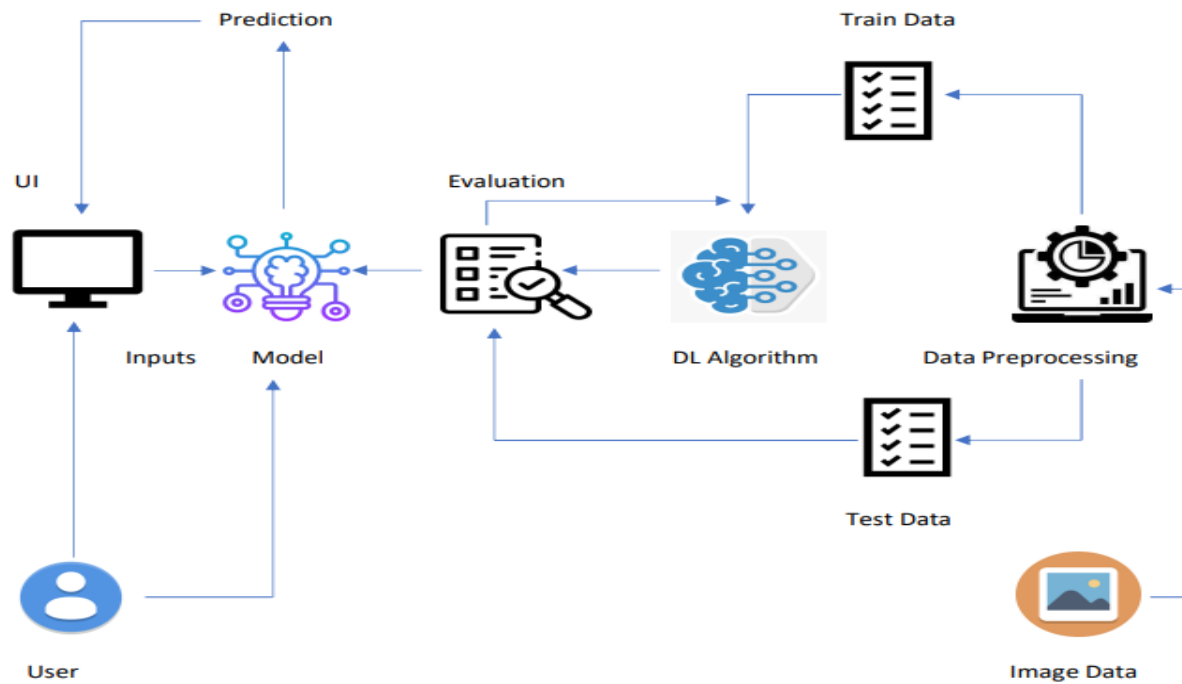 Prediction
Train Data
UI
Evaluation
Inputs
Model
DL Algorithm
Data Preprocessing
Test Data
User
Image Data